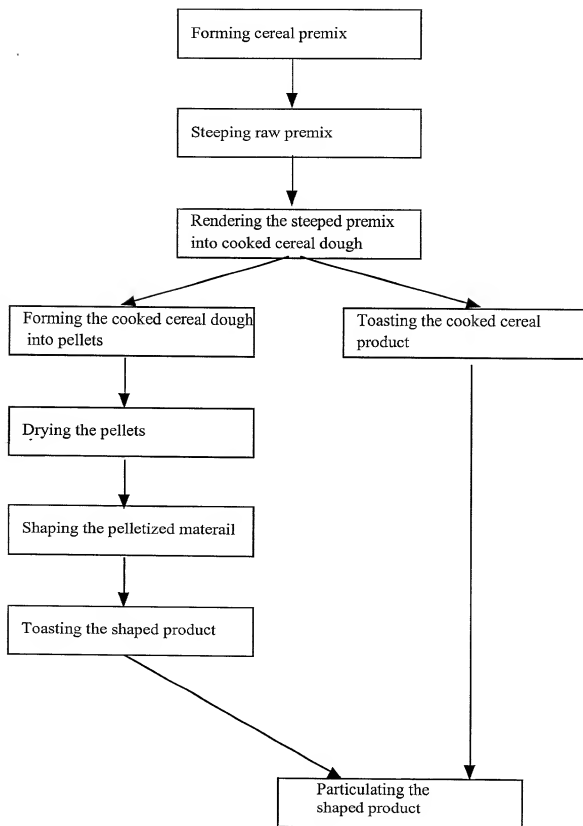 Forming cereal premix
Steeping raw premix
Rendering the steeped premix
into cooked cereal dough
Forming the cooked cereal dough
into pellets
Toasting the cooked cereal
product
Drying the pellets
Shaping the pelletized materail
Toasting the shaped product
Particulating the
shaped product